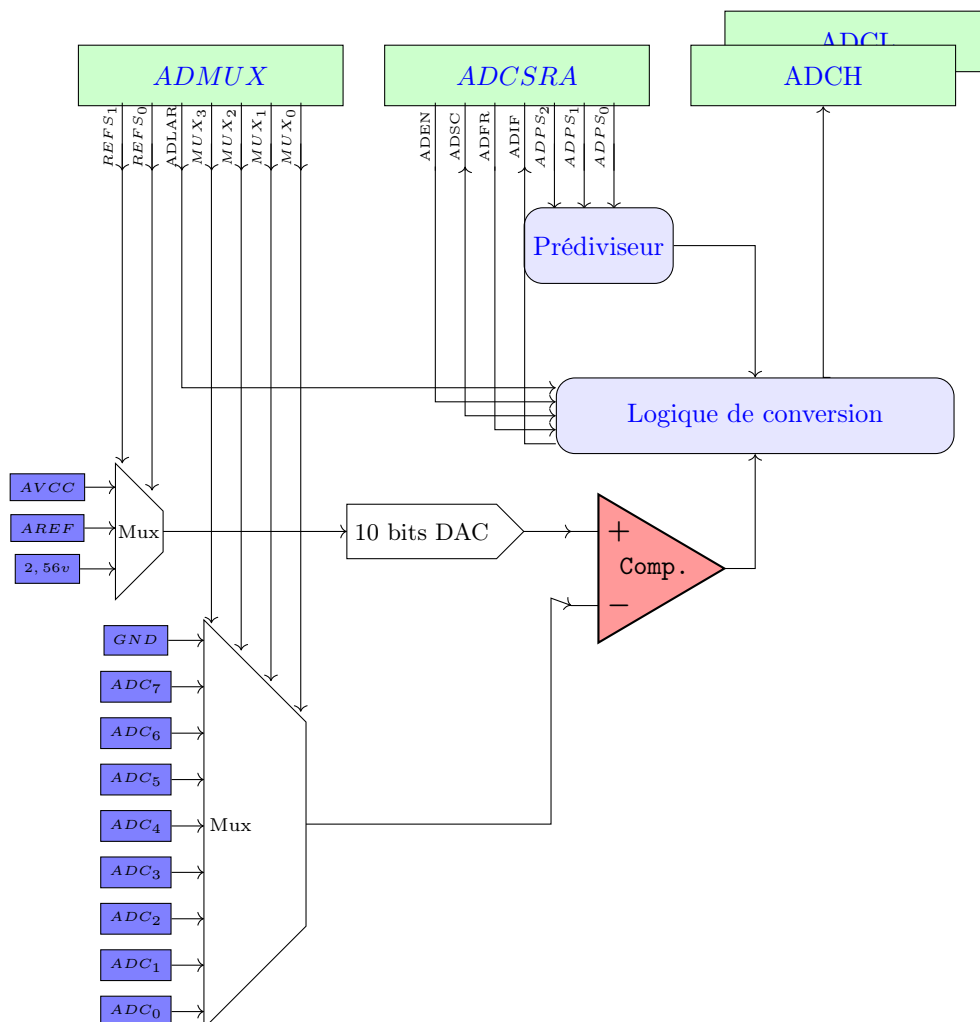 ADCL
ADMUX
ADCSRA
ADCH
REFS1
REFS0
ADLAR
MUX3
MUX2
MUX1
MUX0
ADEN
ADSC
ADFR
ADIF
ADPS2
ADPS1
ADPS0
Prédiviseur
Logique de conversion
AVCC
AREF
2,56v
Mux
10 bits DAC
+
Comp.
−
GND
ADC7
ADC6
ADC5
ADC4
Mux
ADC3
ADC2
ADC1
ADC0